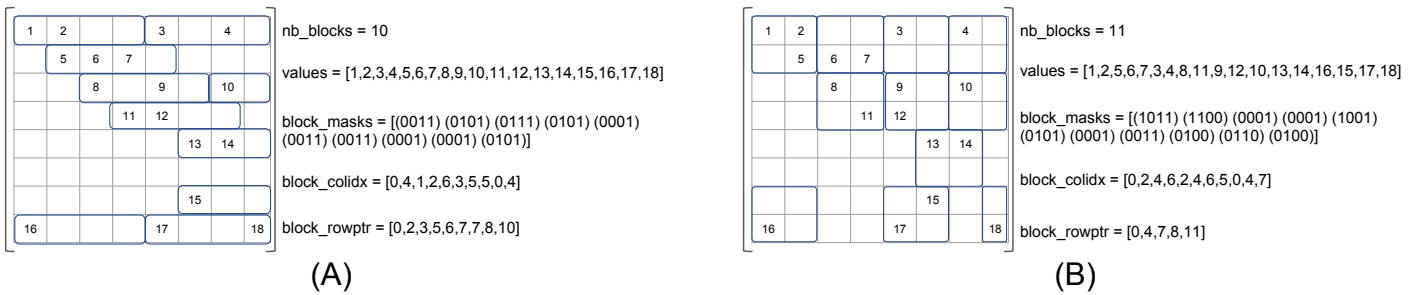 1 2 3 4
5 6 7
8 9 10
11 12
13 14
15
16 17 18
nb_blocks = 10
values = [1,2,3,4,5,6,7,8,9,10,11,12,13,14,15,16,17,18]
block_masks = [(0011) (0101) (0111) (0101) (0001)
(0011) (0011) (0001) (0001) (0101)]
block_colidx = [0,4,1,2,6,3,5,5,0,4]
block_rowptr = [0,2,3,5,6,7,7,8,10]
(A)
1 2 3 4
5 6 7
8 9 10
11 12
13 14
15
16 17 18
nb_blocks = 11
values = [1,2,5,6,7,3,4,8,11,9,12,10,13,14,16,15,17,18]
block_masks = [(1011) (1100) (0001) (0001) (1001)
(0101) (0001) (0011) (0100) (0110) (0100)]
block_colidx = [0,2,4,6,2,4,6,5,0,4,7]
block_rowptr = [0,4,7,8,11]
(B)